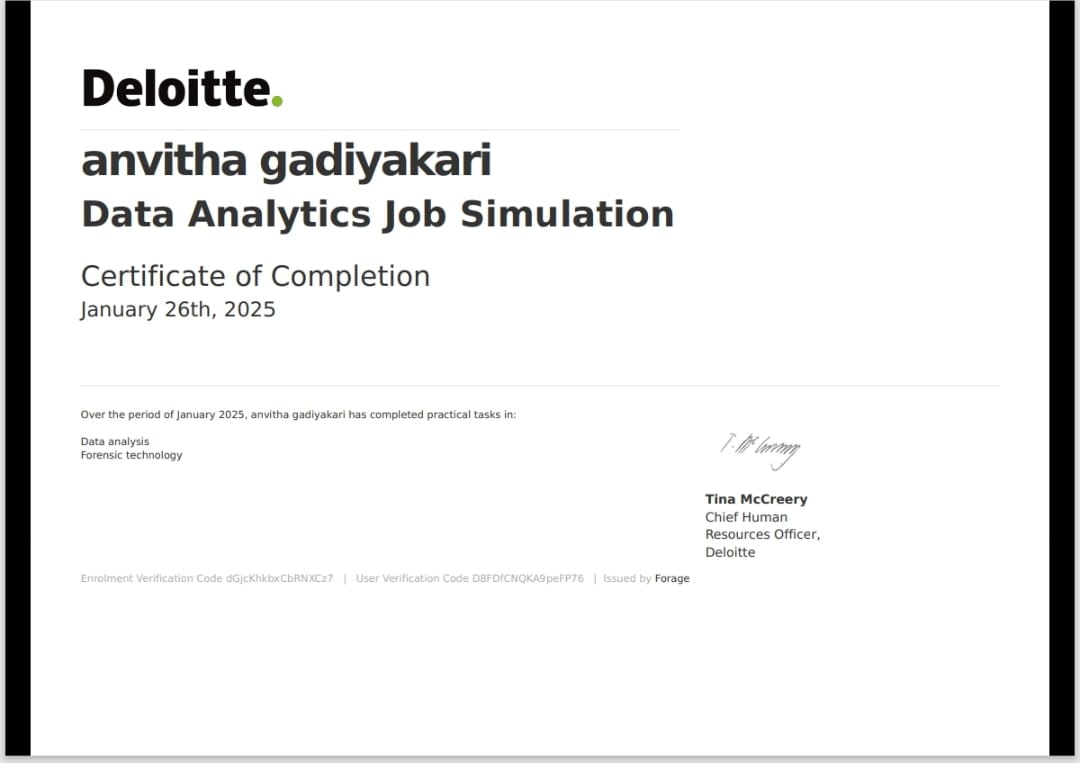 Deloitte.
anvitha gadiyakari
Data Analytics Job Simulation
Certificate of Completion
January 26th, 2025
Over the period of January 2025, anvitha gadiyakari has completed practical tasks in:
Data analysis
Forensic technology
T. McCreery
Tina McCreery
Chief Human
Resources Officer,
Deloitte
Enrolment Verification Code dGjcKhkbxCbRNXCz7 | User Verification Code D8FDfCNQKA9peFP76 | Issued by Forage